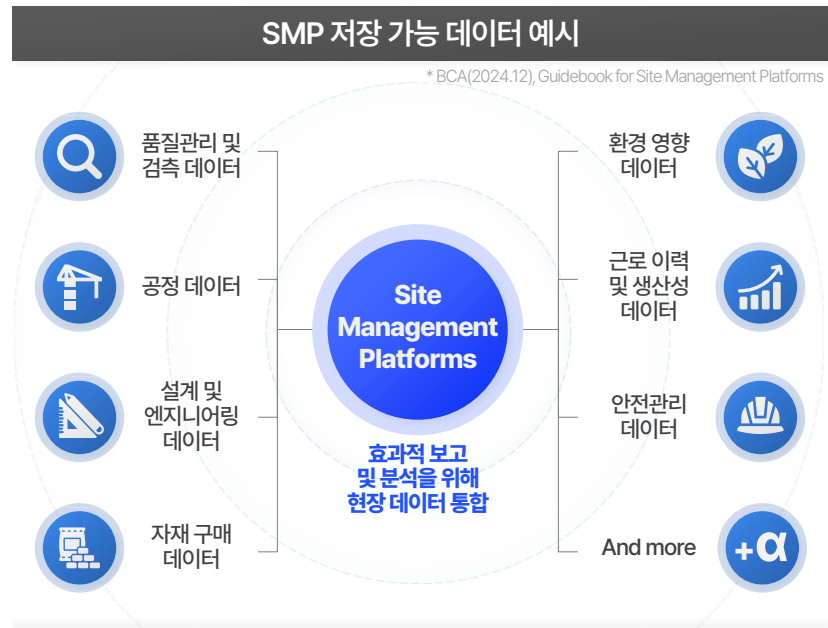 SMP 저장 가능 데이터 예시
* BCA(2024.12), Guidebook for Site Management Platforms
품질관리 및
검측 데이터
공정 데이터
설계 및
엔지니어링
데이터
자재 구매
데이터
Site
Management
Platforms
효과적 보고
및 분석을 위해
현장 데이터 통합
환경 영향
데이터
근로 이력
및 생산성
데이터
안전관리
데이터
And more
+α